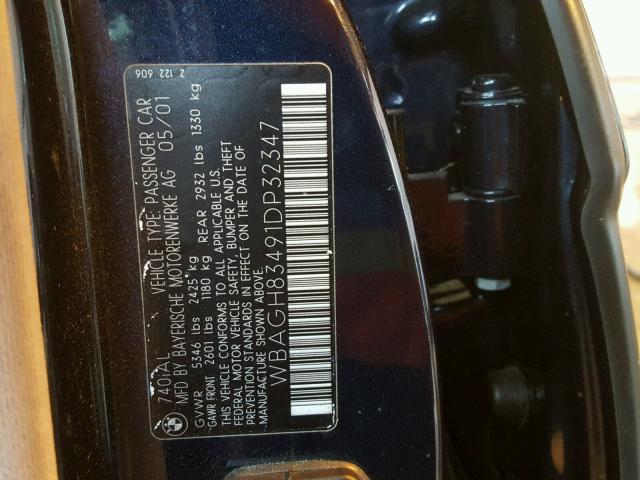 740iAL VEHICLE TYPE: PASSENGER CAR
MFD BY BAYERISCHE MOTORENWERKE AG 05/01
GVWR 5346 lbs 2425 kg
GAWR FRONT 2601 lbs 1180 kg REAR 2932 lbs 1330 kg
THIS VEHICLE CONFORMS TO ALL APPLICABLE U.S.
FEDERAL MOTOR VEHICLE SAFETY, BUMPER AND THEFT
PREVENTION STANDARDS IN EFFECT ON THE DATE OF
MANUFACTURE SHOWN ABOVE.
WBAGH83491DP32347
2 122 606